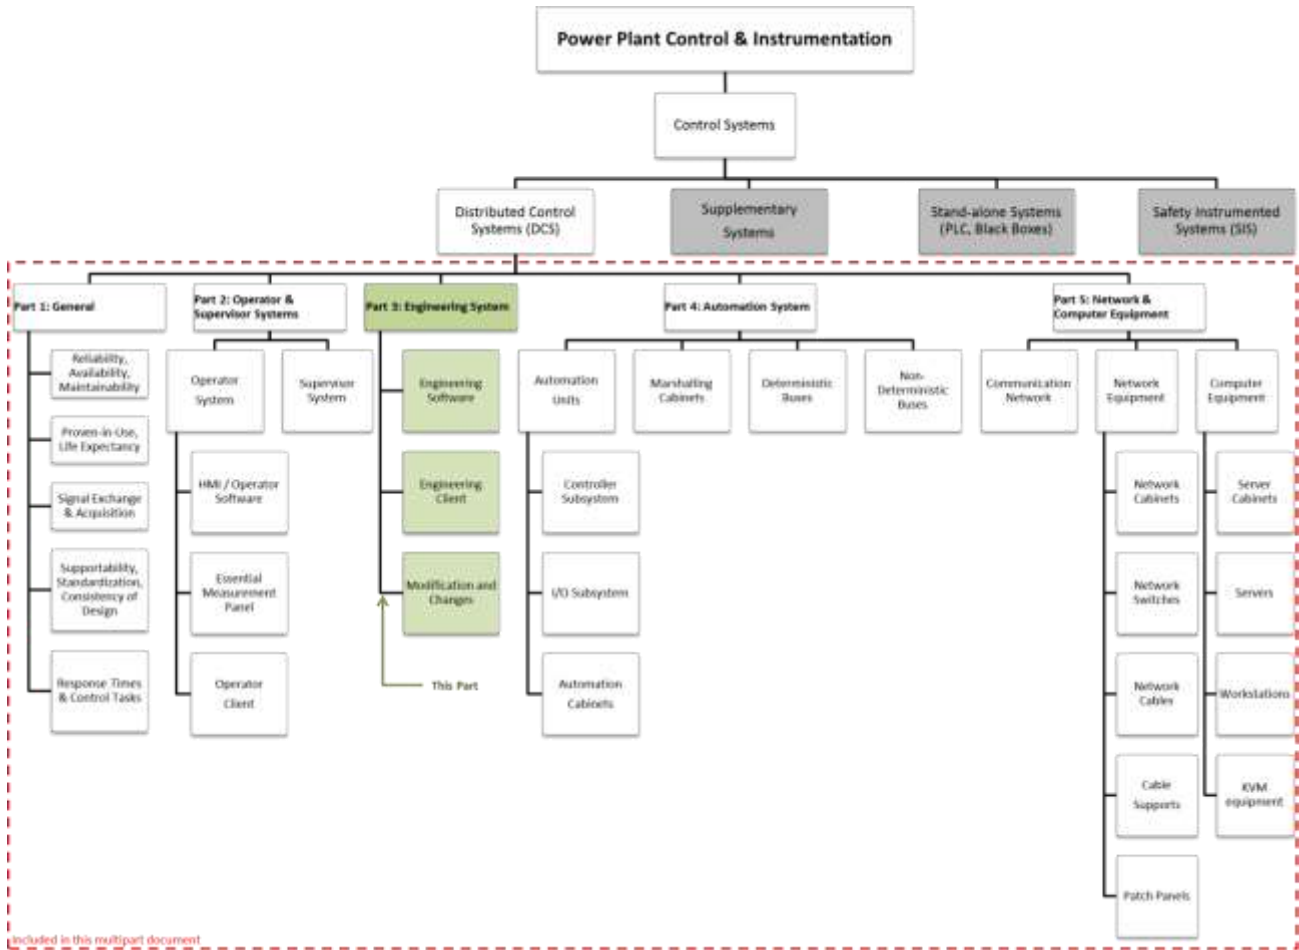 Power Plant Control & Instrumentation
Control Systems
Distributed Control
Systems (DCS)
Supplementary
Systems
Stand-alone Systems
(PLC, Black Boxes)
Safety Instrumented
Systems (SIS)
Part 1: General
Part 2: Operator &
Supervisor Systems
Part 3: Engineering System
Part 4: Automation System
Part 5: Network &
Computer Equipment
Reliability,
Availability,
Maintainability
Proven-in Use,
Life Expectancy
Signal Exchange
& Acquisition
Supportability,
Standardization,
Consistency of
Design
Response Times
& Control Tasks
Operator
System
Supervisor
System
HMI / Operator
Software
Essential
Measurement
Panel
Operator
Client
Engineering
Software
Engineering
Client
Modification and
Changes
This Part
Automation
Units
Marshalling
Cabinets
Deterministic
Buses
Non-
Deterministic
Buses
Controller
Subsystem
I/O Subsystem
Automation
Cabinets
Communication
Network
Network
Equipment
Computer
Equipment
Network
Cabinets
Network
Switches
Network
Cables
Cable
Supports
Patch Panels
Server
Cabinets
Servers
Workstations
KVM
equipment
Included in this multipart document